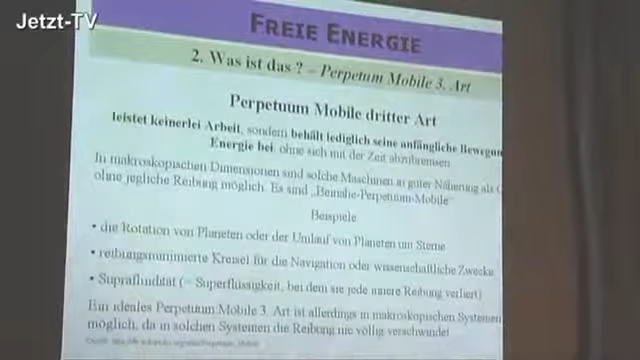 Jetzt-TV
FREIE ENERGIE
2. Was ist das ? – Perpetum Mobile 3. Art
Perpetuum Mobile dritter Art
leistet keinerlei Arbeit, sondern behält lediglich seine anfängliche Bewegun
Energie bei, ohne sich mit der Zeit abzubremsen
In makroskopischen Dimensionen sind solche Maschinen in guter Näherung als
ohne jegliche Reibung möglich. Es sind „Beinahe-Perpetuum-Mobile“
Beispiele
• die Rotation von Planeten oder der Umlauf von Planeten um Sterne
• reibungsminimierte Kreisel für die Navigation oder wissenschaftliche Zwecke
• Suprafluidität (= Superflüssigkeit, bei dem sie jede innere Reibung verliert)
Ein ideales Perpetuum Mobile 3. Art ist allerdings in makroskopischen Systemen
möglich, da in solchen Systemen die Reibung nie völlig verschwindet